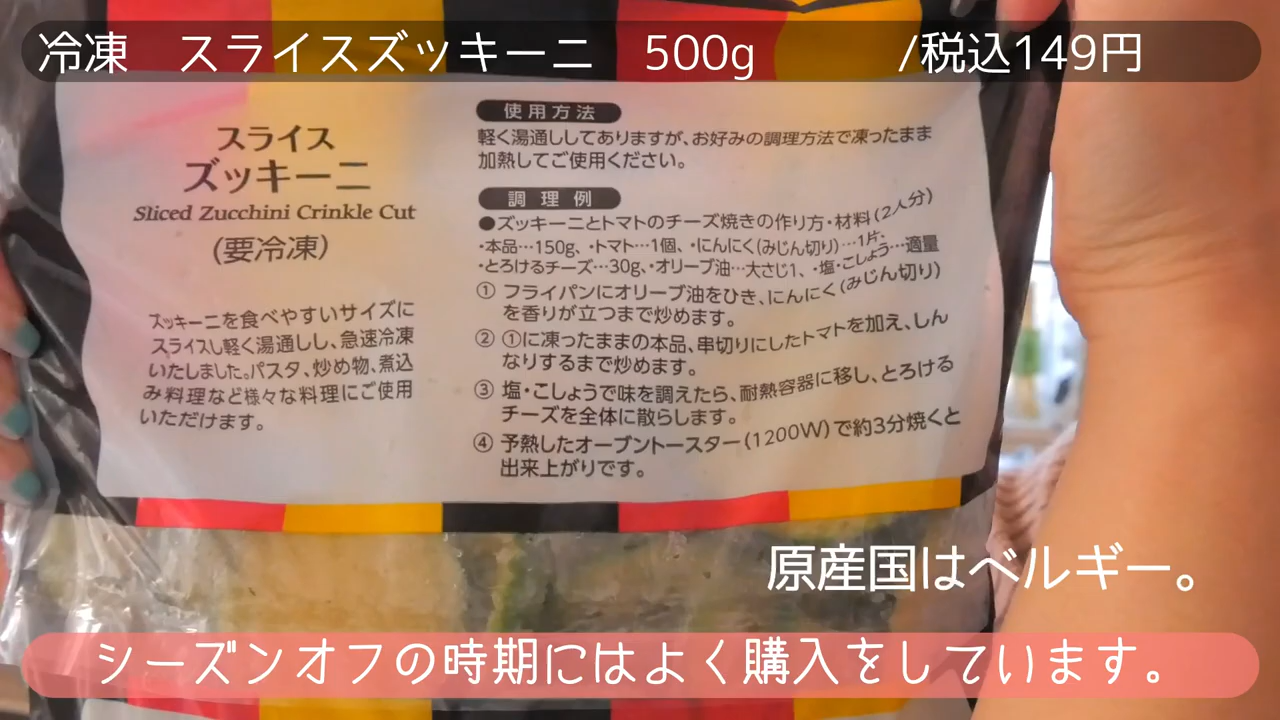 冷凍　スライスズッキーニ　500g　/税込149円
スライス
ズッキーニ
Sliced Zucchini Crinkle Cut
(要冷凍)
ズッキーニを食べやすいサイズに
スライスし軽く湯通しし、急速冷凍
いたしました。パスタ、炒め物、煮込
み料理など様々な料理にご使用
いただけます。
使用方法
軽く湯通ししてありますが、お好みの調理方法で凍ったまま
加熱してご使用ください。
調理例
●ズッキーニとトマトのチーズ焼きの作り方・材料(2人分)
・本品…150g、・トマト…1個、・にんにく(みじん切り)…1片、
・とろけるチーズ…30g、・オリーブ油…大さじ1、・塩・こしょう…適量
① フライパンにオリーブ油をひき、にんにく(みじん切り)
を香りが立つまで炒めます。
② ①に凍ったままの本品、串切りにしたトマトを加え、しん
なりするまで炒めます。
③ 塩・こしょうで味を調えたら、耐熱容器に移し、とろける
チーズを全体に散らします。
④ 予熱したオーブントースター(1200W)で約3分焼くと
出来上がりです。
原産国はベルギー。
シーズンオフの時期にはよく購入をしています。